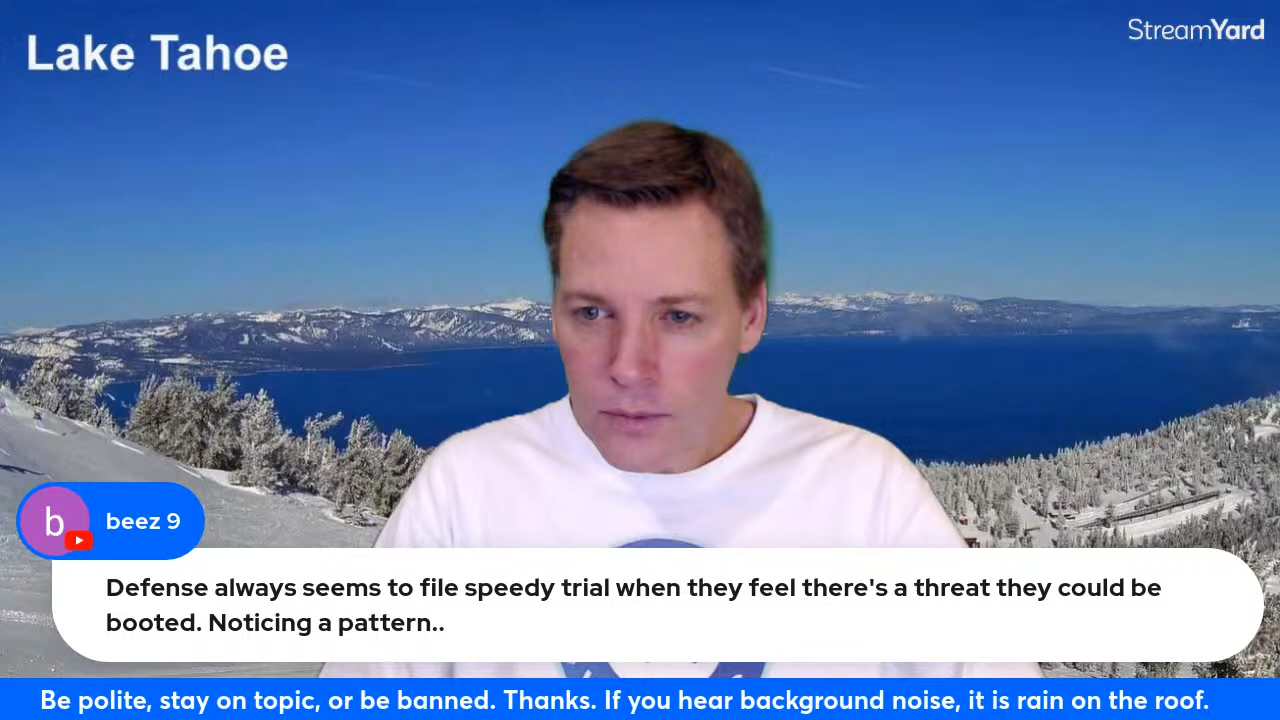 Lake Tahoe
StreamYard
b
beez 9
Defense always seems to file speedy trial when they feel there's a threat they could be
booted. Noticing a pattern..
Be polite, stay on topic, or be banned. Thanks. If you hear background noise, it is rain on the roof.